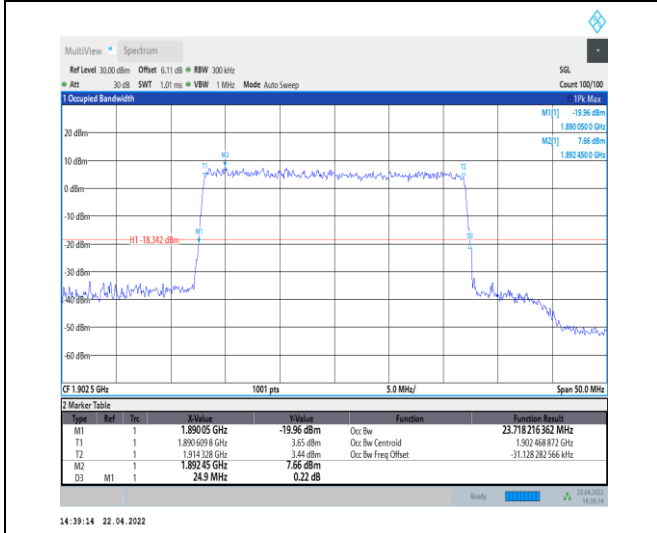 MultiView Spectrum
Ref Level 30.00 dBm Offset 6.11 dB RBW 300 kHz SGL
Att 30 dB SWT 1.01 ms VBW 1 MHz Mode Auto Sweep Count 100/100
1 Occupied Bandwidth 1Pk Max
M1[1] -19.96 dBm
1.890 050 0 GHz
M2[1] 7.66 dBm
1.892 450 0 GHz
20 dBm
M2
10 dBm
T1 T2
0 dBm
-10 dBm
M1
D3
H1 -18.342 dBm
-20 dBm
-30 dBm
-40 dBm
-50 dBm
-60 dBm
CF 1.902 5 GHz 1001 pts 5.0 MHz/ Span 50.0 MHz
2 Marker Table
Type Ref Trc X-Value Y-Value Function Function Result
M1 1 1.89005 GHz -19.96 dBm Occ Bw 23.718 216 362 MHz
T1 1 1.890 609 8 GHz 3.65 dBm Occ Bw Centroid 1.902 468 872 GHz
T2 1 1.914 328 GHz 3.44 dBm Occ Bw Freq Offset -31.128 282 566 kHz
M2 1 1.89245 GHz 7.66 dBm
D3 M1 1 24.9 MHz 0.22 dB
Ready 22.04.2022
14:39:14
14:39:14 22.04.2022